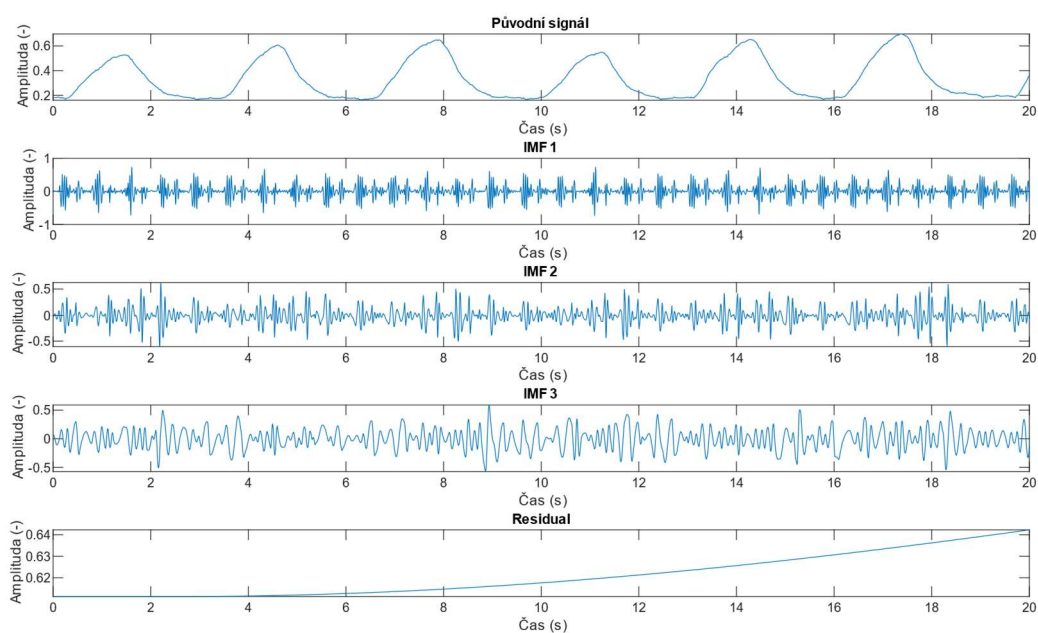 Původní signál
Amplituda (-)
0.6
0.4
0.2
0 2 4 6 8 10 12 14 16 18 20
Čas (s)
IMF 1
Amplituda (-)
1
0
-1
0 2 4 6 8 10 12 14 16 18 20
Čas (s)
IMF 2
Amplituda (-)
0.5
0
-0.5
0 2 4 6 8 10 12 14 16 18 20
Čas (s)
IMF 3
Amplituda (-)
0.5
0
-0.5
0 2 4 6 8 10 12 14 16 18 20
Čas (s)
Residual
Amplituda (-)
0.64
0.63
0.62
0 2 4 6 8 10 12 14 16 18 20
Čas (s)